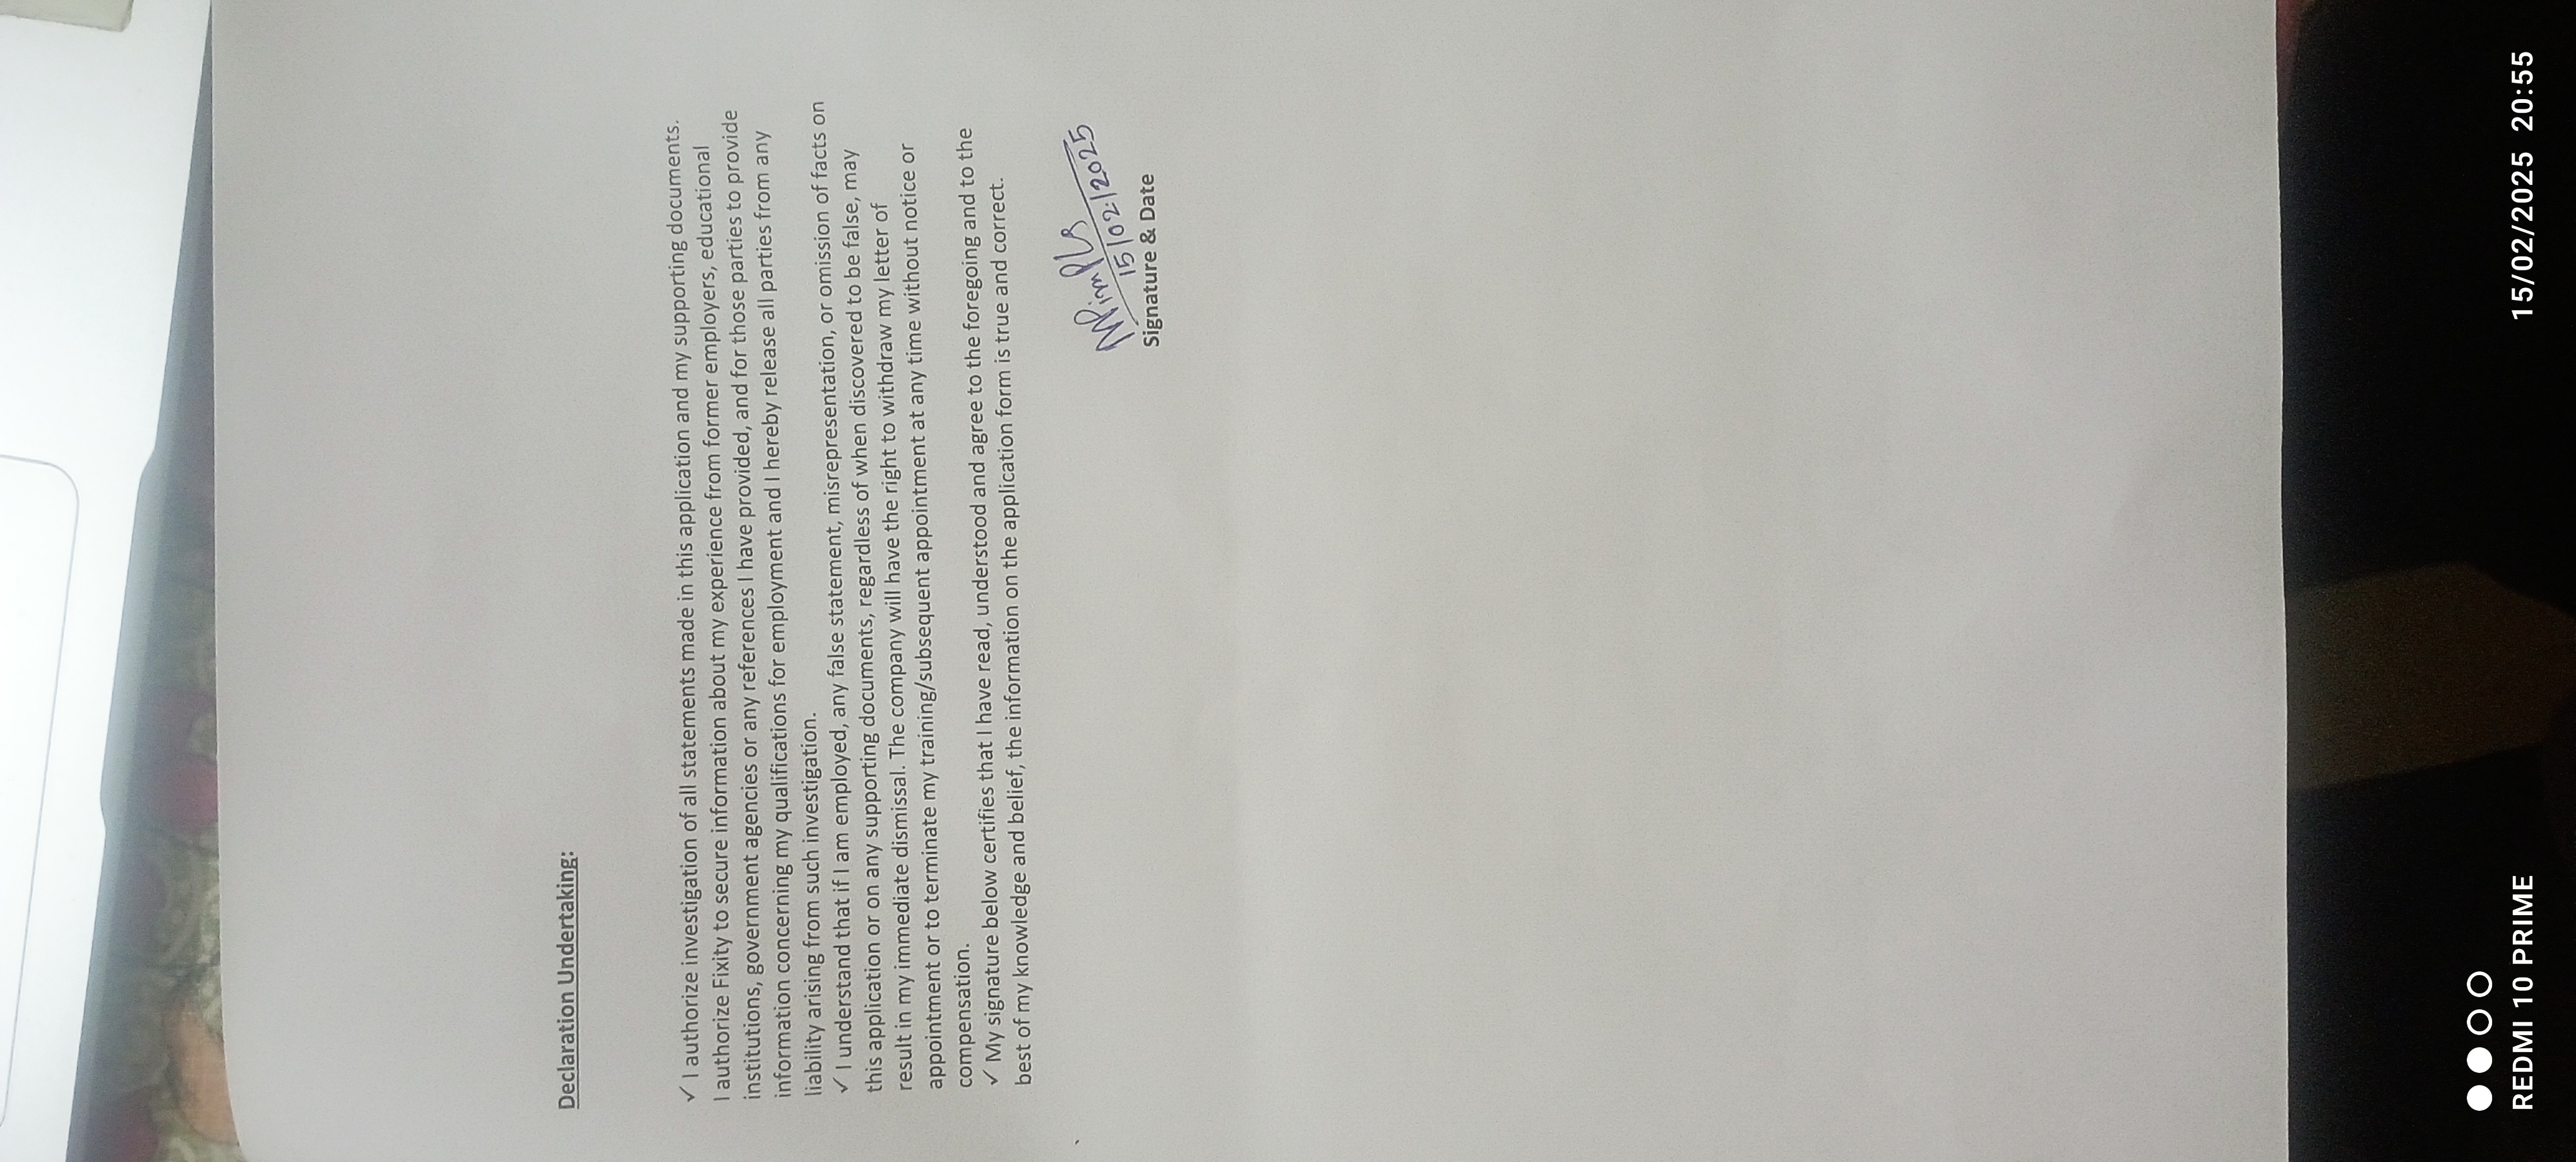 Declaration Undertaking:
✓ I authorize investigation of all statements made in this application and my supporting documents.
I authorize Fixity to secure information about my experience from former employers, educational
institutions, government agencies or any references I have provided, and for those parties to provide
information concerning my qualifications for employment and I hereby release all parties from any
liability arising from such investigation.
✓ I understand that if I am employed, any false statement, misrepresentation, or omission of facts on
this application or on any supporting documents, regardless of when discovered to be false, may
result in my immediate dismissal. The company will have the right to withdraw my letter of
appointment or to terminate my training/subsequent appointment at any time without notice or
compensation.
✓ My signature below certifies that I have read, understood and agree to the foregoing and to the
best of my knowledge and belief, the information on the application form is true and correct.
15/02/2025
Signature & Date
REDMI 10 PRIME
15/02/2025 20:55